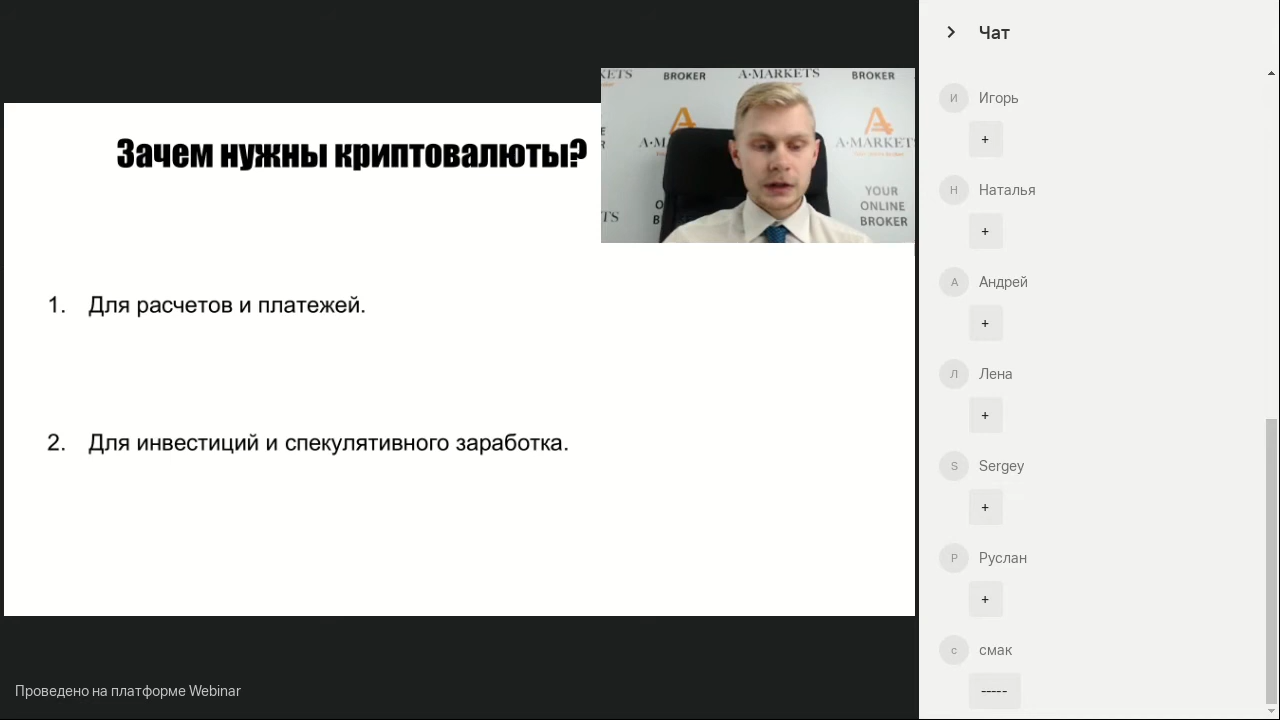 Зачем нужны криптовалюты?
1. Для расчетов и платежей.
2. Для инвестиций и спекулятивного заработка.
BROKER
A·MARKETS
BROKER
A·MARKETS
YOUR
ONLINE
BROKER
Проведено на платформе Webinar
Чат
И Игорь
+
Н Наталья
+
А Андрей
+
Л Лена
+
S Sergey
+
Р Руслан
+
с смак
-----